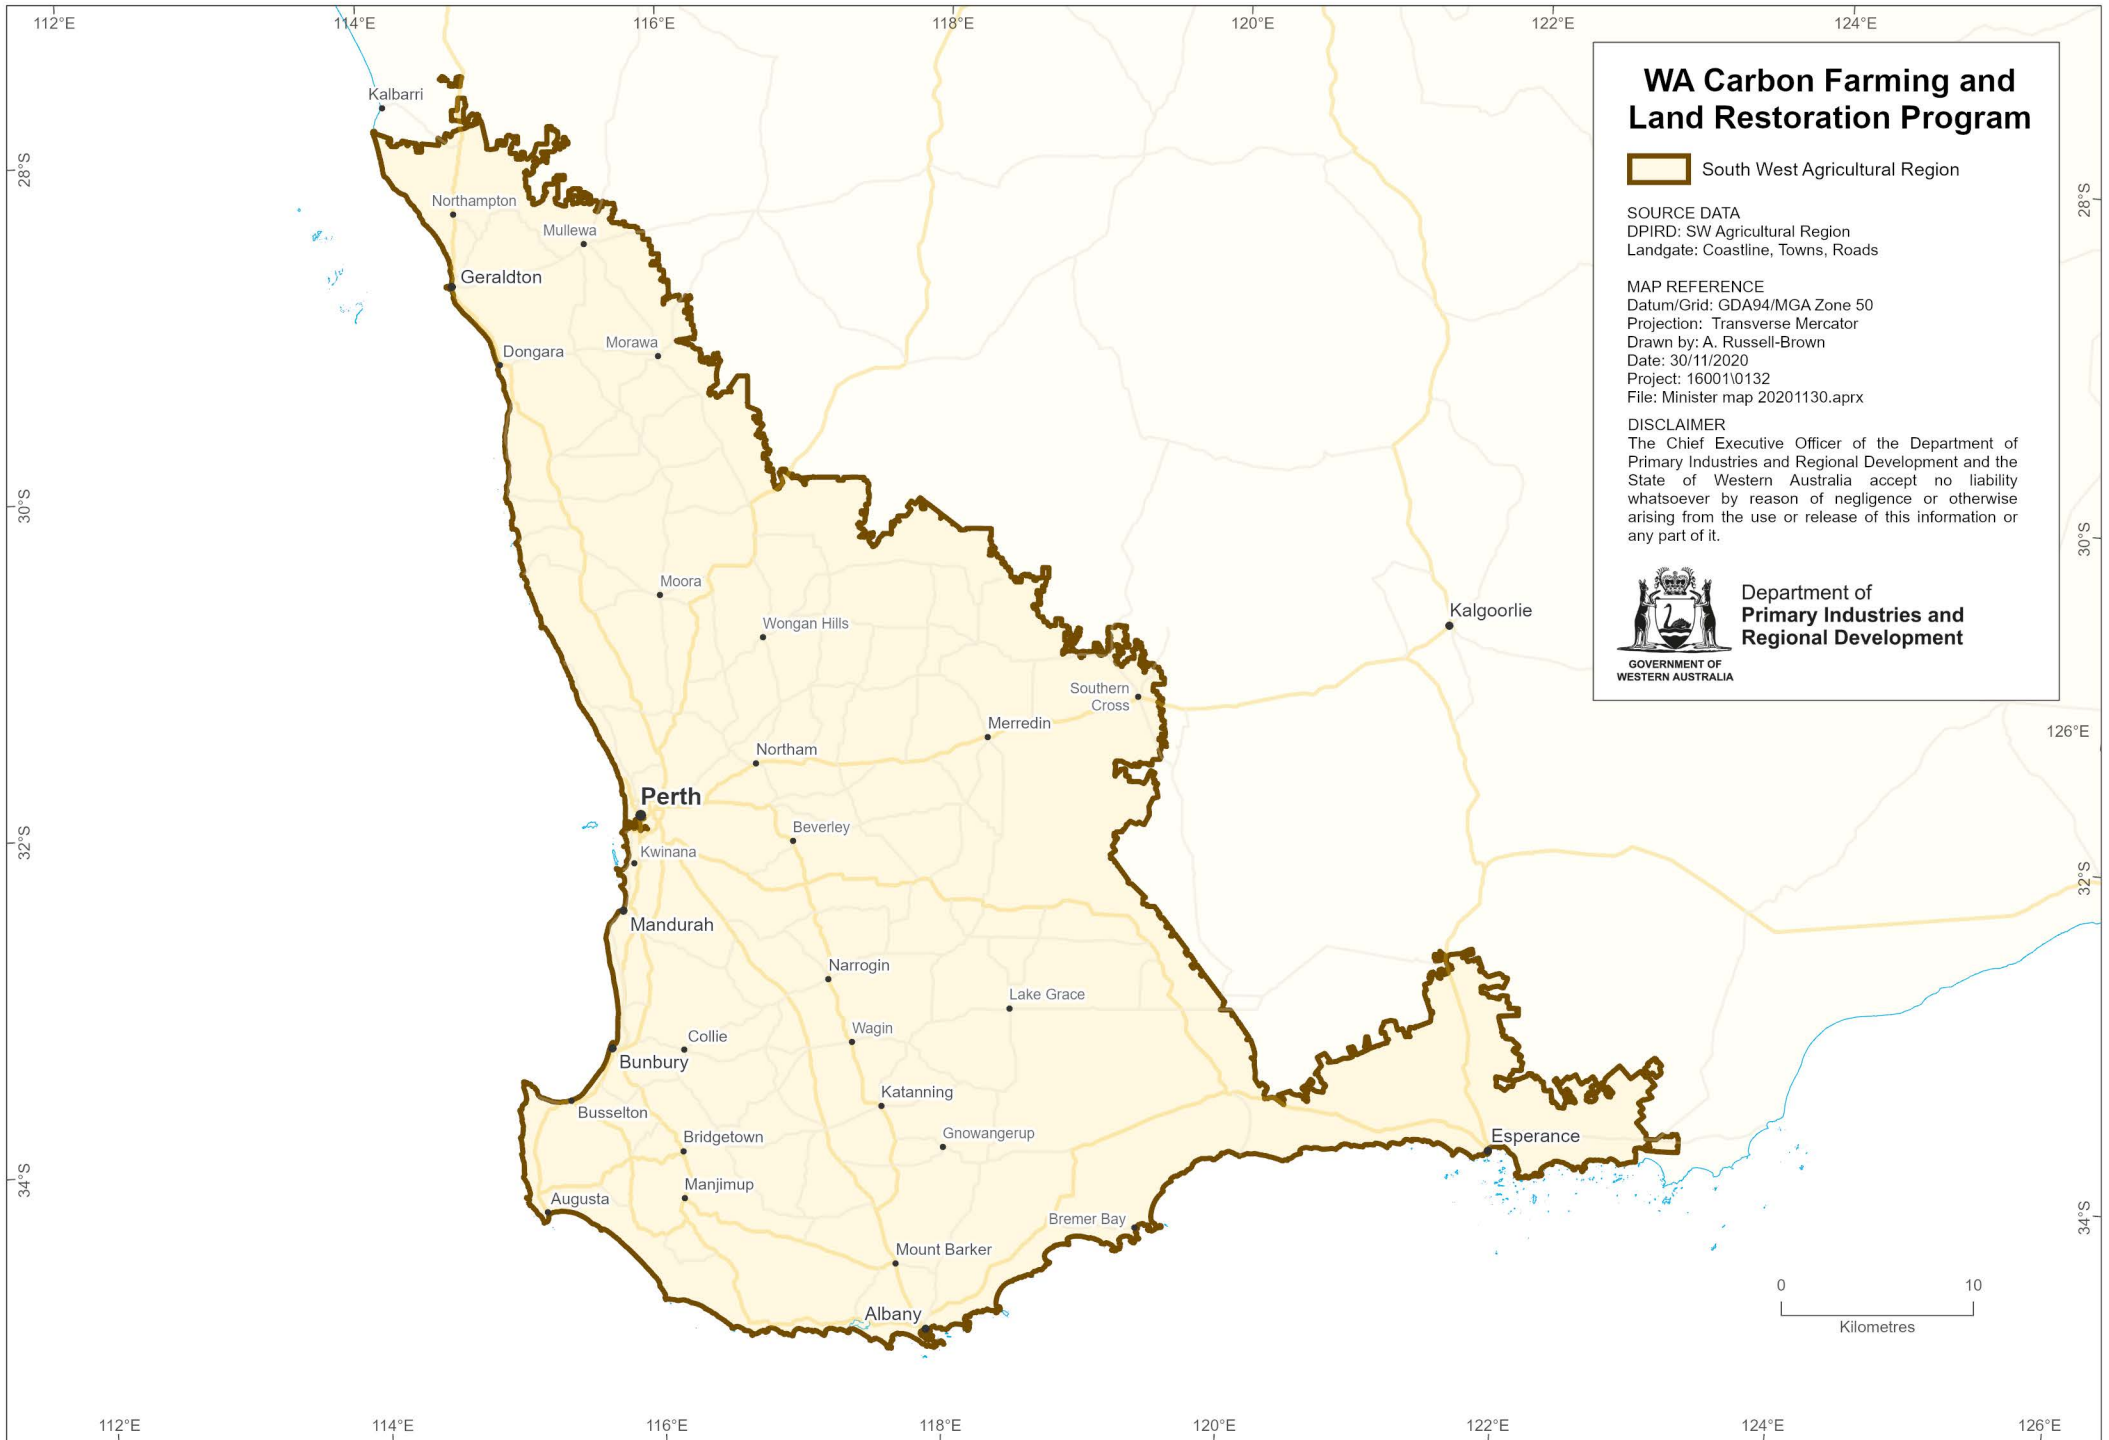 112°E
114°E
116°E
118°E
120°E
122°E
124°E
WA Carbon Farming and
Land Restoration Program
South West Agricultural Region
SOURCE DATA
DPIRD: SW Agricultural Region
Landgate: Coastline, Towns, Roads
MAP REFERENCE
Datum/Grid: GDA94/MGA Zone 50
Projection: Transverse Mercator
Drawn by: A. Russell-Brown
Date: 30/11/2020
Project: 16001\0132
File: Minister map 20201130.aprx
DISCLAIMER
The Chief Executive Officer of the Department of
Primary Industries and Regional Development and the
State of Western Australia accept no liability
whatsoever by reason of negligence or otherwise
arising from the use or release of this information or
any part of it.
Department of
Primary Industries and
Regional Development
GOVERNMENT OF
WESTERN AUSTRALIA
Kalbarri
28°S
28°S
Northampton
Mullewa
Geraldton
Morawa
Dongara
30°S
30°S
Moora
Kalgoorlie
Wongan Hills
Southern
Cross
Merredin
126°E
Northam
Perth
Beverley
32°S
Kwinana
32°S
Mandurah
Narrogin
Lake Grace
Wagin
Collie
Bunbury
Katanning
Busselton
Gnowangerup
Bridgetown
Esperance
34°S
Manjimup
Augusta
Bremer Bay
34°S
Mount Barker
Albany
0 10
Kilometres
112°E
114°E
116°E
118°E
120°E
122°E
124°E
126°E